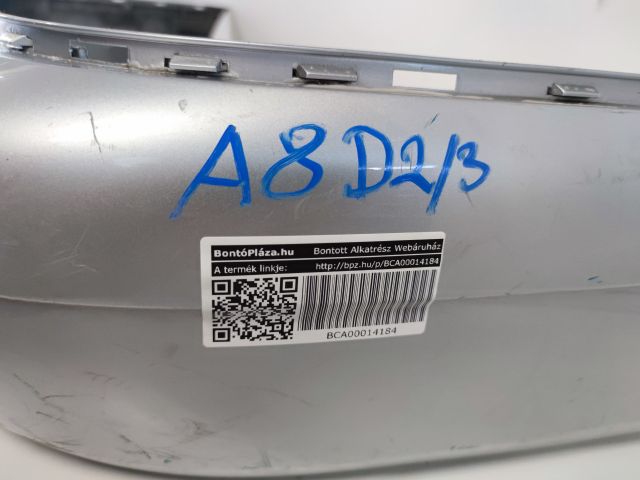 A8 D2/3
BontóPláza.hu Bontott Alkatrész Webáruház
A termék linkje: http://bpz.hu/p/BCA00014184
BCA00014184